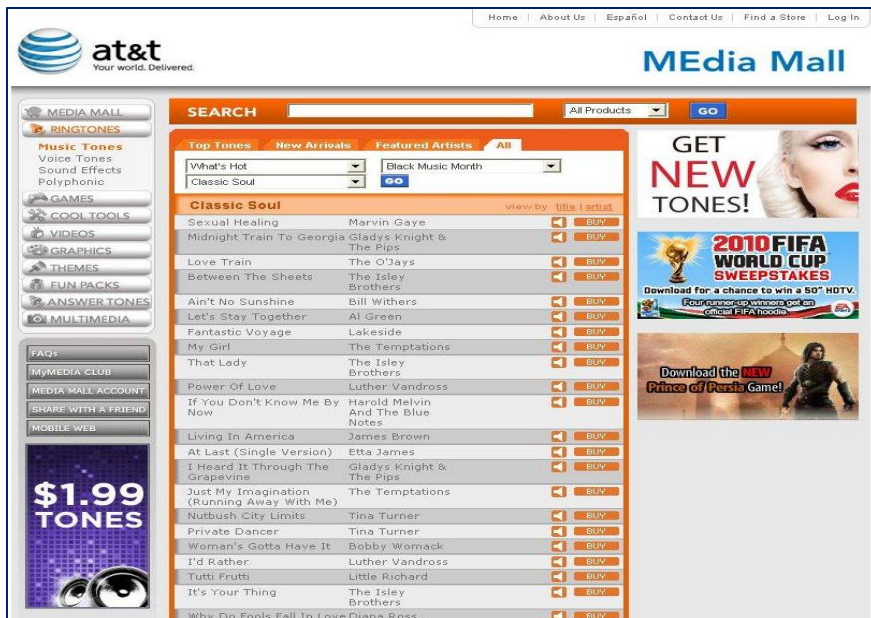 Home | About Us | Español | Contact Us | Find a Store | Log In
at&t
Your world. Delivered.
MEdia Mall
MEDIA MALL
RINGTONES
Music Tones
Voice Tones
Sound Effects
Polyphonic
GAMES
COOL TOOLS
VIDEOS
GRAPHICS
THEMES
FUN PACKS
ANSWER TONES
MULTIMEDIA
FAQs
MyMEDIA CLUB
MEDIA MALL ACCOUNT
SHARE WITH A FRIEND
MOBILE WEB
$1.99
TONES
SEARCH All Products GO
Top Tones New Arrivals Featured Artists All
What's Hot Black Music Month
Classic Soul GO
Classic Soul view by: title | artist
Sexual Healing Marvin Gaye BUY
Midnight Train To Georgia Gladys Knight & BUY
The Pips
Love Train The O'Jays BUY
Between The Sheets The Isley BUY
Brothers
Ain't No Sunshine Bill Withers BUY
Let's Stay Together Al Green BUY
Fantastic Voyage Lakeside BUY
My Girl The Temptations BUY
That Lady The Isley BUY
Brothers
Power Of Love Luther Vandross BUY
If You Don't Know Me By Harold Melvin BUY
Now And The Blue
Notes
Living In America James Brown BUY
At Last (Single Version) Etta James BUY
I Heard It Through The Gladys Knight & BUY
Grapevine The Pips
Just My Imagination The Temptations BUY
(Running Away With Me)
Nutbush City Limits Tina Turner BUY
Private Dancer Tina Turner BUY
Woman's Gotta Have It Bobby Womack BUY
I'd Rather Luther Vandross BUY
Tutti Frutti Little Richard BUY
It's Your Thing The Isley BUY
Brothers
Why Do Fools Fall In Love Diana Ross BUY
GET
NEW
TONES!
2010 FIFA
WORLD CUP
SWEEPSTAKES
Download for a chance to win a 50" HDTV.
Four runner-up winners get an
official FIFA hoodie.
EA
Download the NEW
Prince of Persia Game!